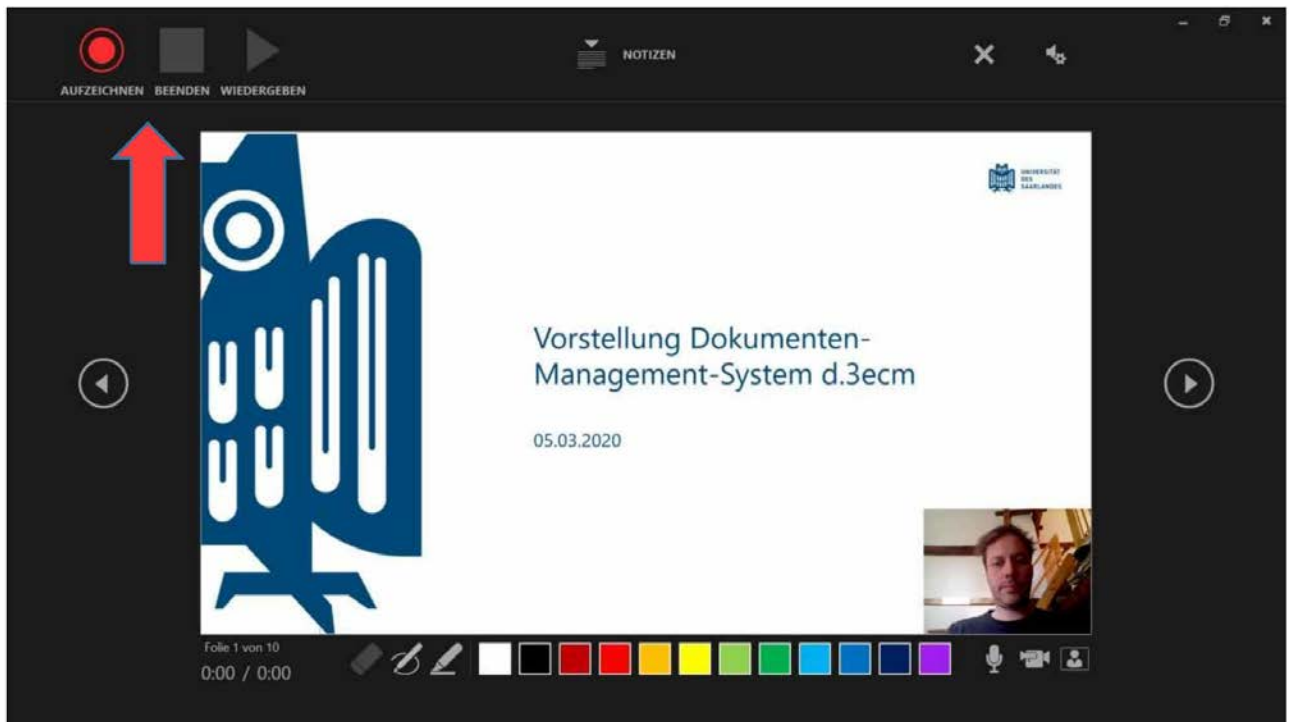 AUFZEICHNEN BEENDEN WIEDERGEBEN
NOTIZEN
UNIVERSITÄT
DES
SAARLANDES
Vorstellung Dokumenten-
Management-System d.3ecm
05.03.2020
Folie 1 von 10
0:00 / 0:00